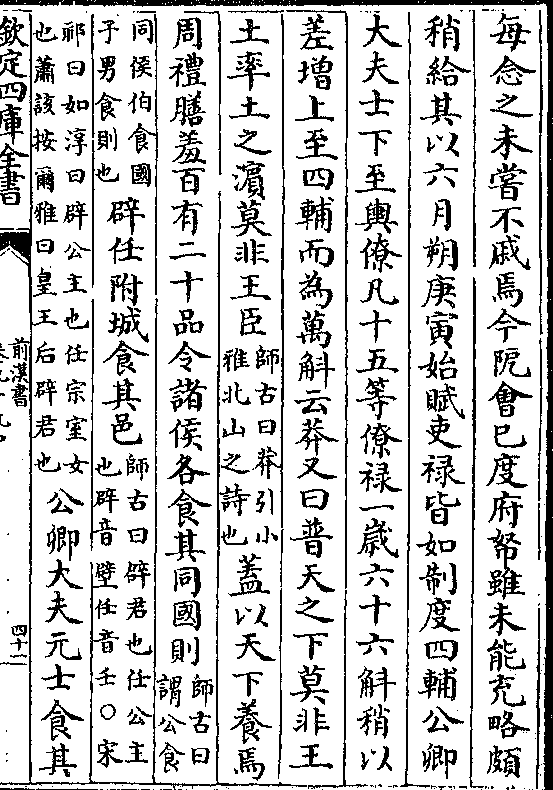 每念之未嘗不戚焉今阨會已度府帑雖未能充略頗
稍給其以六月朔庚寅始賦吏祿皆如制度四輔公卿
大夫士下至輿僚凡十五等僚祿一歲六十六斛稍以
差增上至四輔而為萬斛云莽又曰普天之下莫非王
土率土之濱莫非王臣師古曰莽引小雅北山之詩也蓋以天下養焉
周禮膳羞百有二十品今諸侯各食其同國則師古曰謂公食
同侯伯食國子男食則也辟任附城食其邑師古曰辟君也任公主也辟音壁任音壬○宋
祁曰如淳曰辟公主也任宗室女也蕭該按爾雅曰皇王后辟君也公卿大夫元士食其
欽定四庫全書
前漢書
四十一